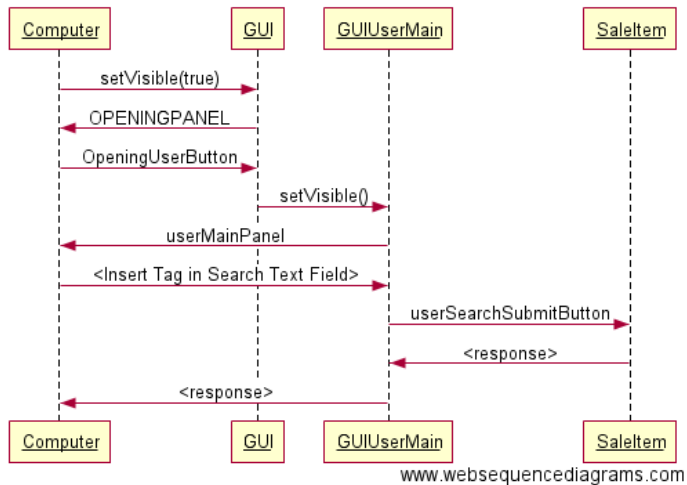 Computer GUI GUIUserMain SaleItem
setVisible(true)
OPENINGPANEL
OpeningUserButton
setVisible()
userMainPanel
<Insert Tag in Search Text Field>
userSearchSubmitButton
<response>
<response>
Computer GUI GUIUserMain SaleItem
www.websequencediagrams.com